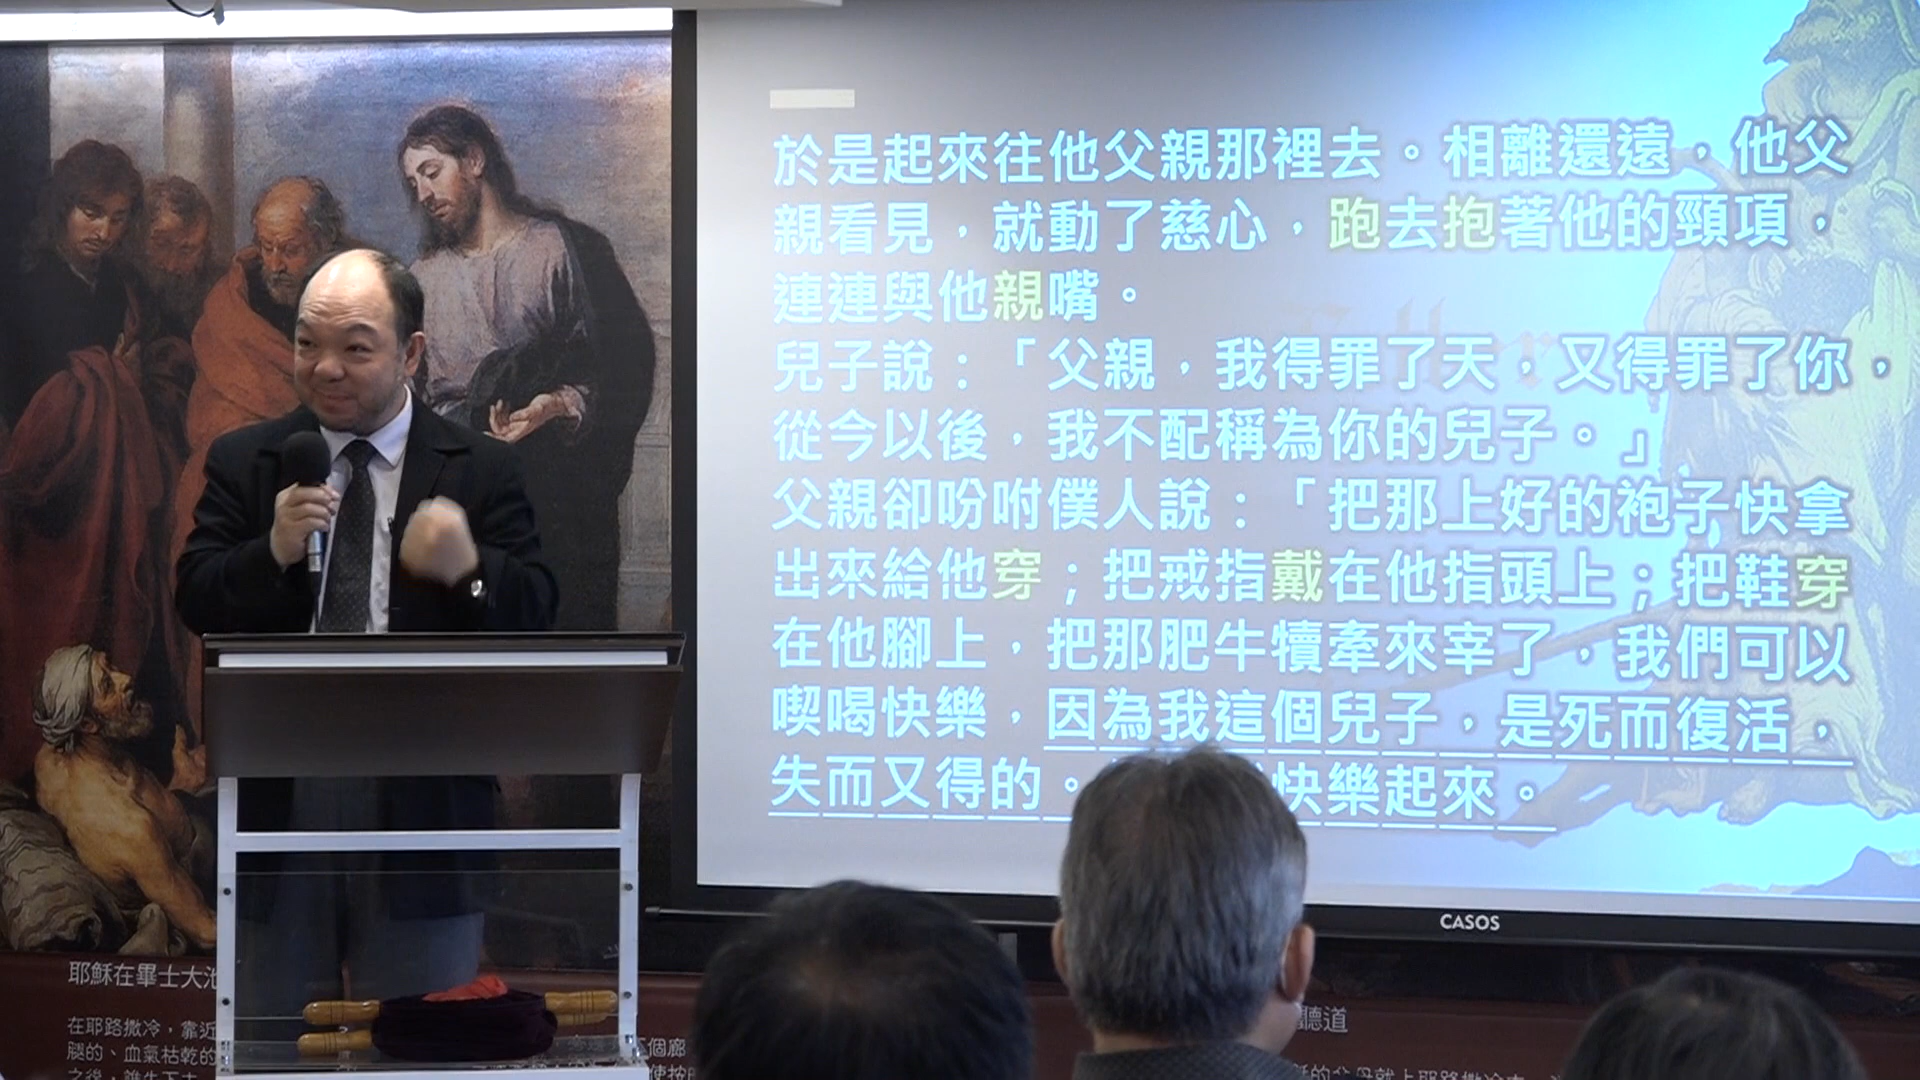 於是起來往他父親那裡去。相離還遠，他父
親看見，就動了慈心，跑去抱著他的頸項，
連連與他親嘴。
兒子說：「父親，我得罪了天，又得罪了你，
從今以後，我不配稱為你的兒子。」
父親卻吩咐僕人說：「把那上好的袍子快拿
出來給他穿；把戒指戴在他指頭上；把鞋穿
在他腳上，把那肥牛犢牽來宰了，我們可以
喫喝快樂，因為我這個兒子，是死而復活，
失而又得的。快樂起來。
CASOS
耶穌在畢士大池
在耶路撒冷，靠近
腿的、血氣枯乾的
個廊
聽道